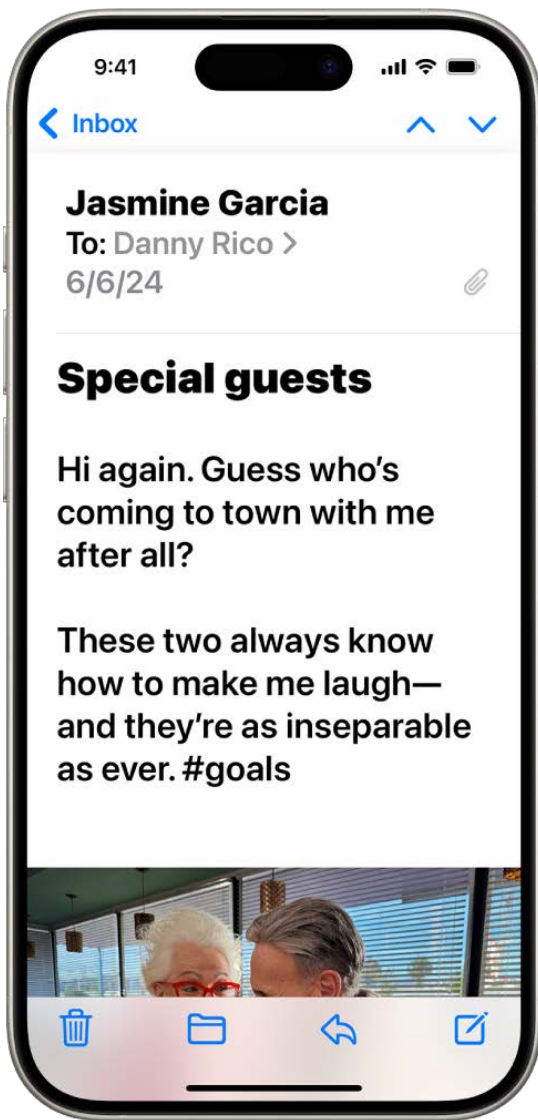 9:41
Inbox
Jasmine Garcia
To: Danny Rico >
6/6/24
Special guests
Hi again. Guess who's
coming to town with me
after all?
These two always know
how to make me laugh—
and they're as inseparable
as ever. #goals